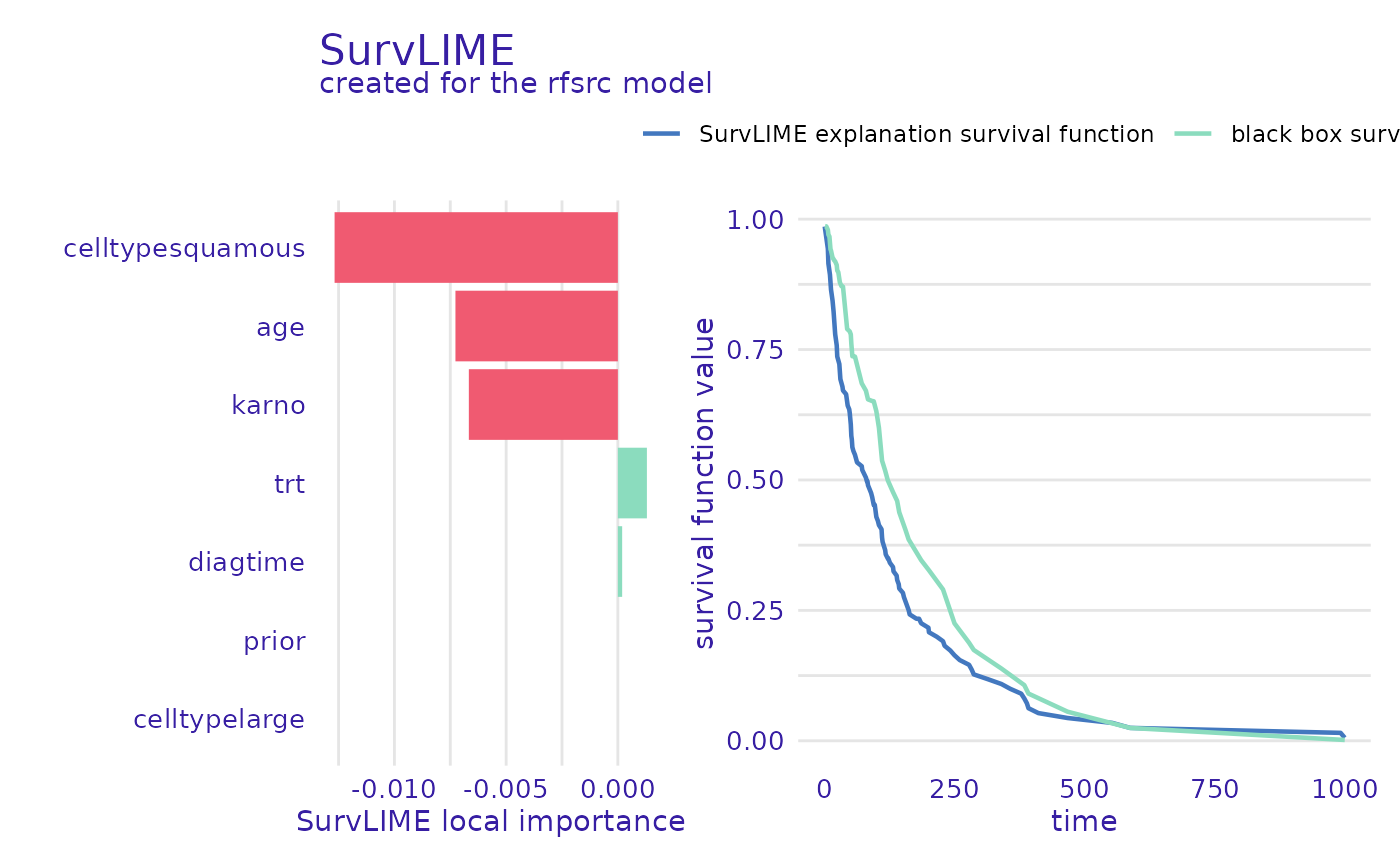 SurvLIME
created for the rfsrc model
SurvLIME explanation survival function
black box surv
celltypesquamous
age
karno
trt
diagtime
prior
celltypelarge
-0.010 -0.005 0.000
SurvLIME local importance
survival function value
1.00
0.75
0.50
0.25
0.00
0 250 500 750 1000
time